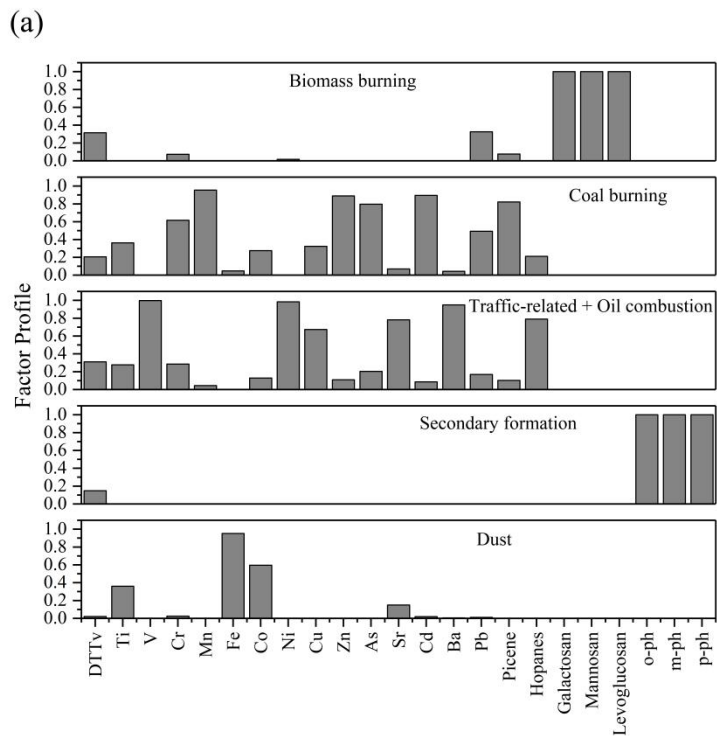 (a)
Factor Profile
1.0
0.8
0.6
0.4
0.2
0.0
Biomass burning
1.0
0.8
0.6
0.4
0.2
0.0
Coal burning
1.0
0.8
0.6
0.4
0.2
0.0
Traffic-related + Oil combustion
1.0
0.8
0.6
0.4
0.2
0.0
Secondary formation
1.0
0.8
0.6
0.4
0.2
0.0
Dust
DTTv
Ti
V
Cr
Mn
Fe
Co
Ni
Cu
Zn
As
Sr
Cd
Ba
Pb
Picene
Hopanes
Galactosan
Mannosan
Levoglucosan
o-ph
m-ph
p-ph